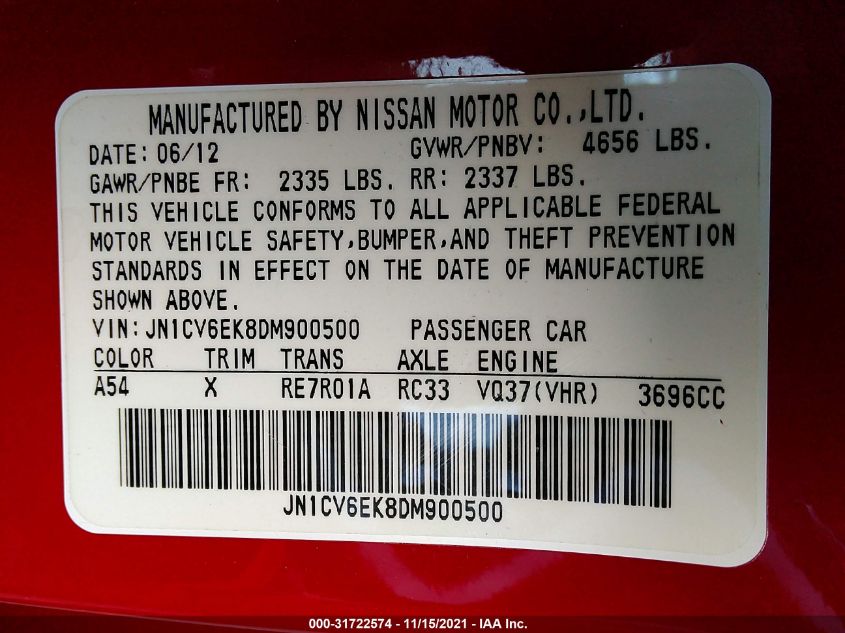 MANUFACTURED BY NISSAN MOTOR CO.,LTD.
DATE: 06/12 GVWR/PNBV: 4656 LBS.
GAWR/PNBE FR: 2335 LBS. RR: 2337 LBS.
THIS VEHICLE CONFORMS TO ALL APPLICABLE FEDERAL
MOTOR VEHICLE SAFETY,BUMPER,AND THEFT PREVENTION
STANDARDS IN EFFECT ON THE DATE OF MANUFACTURE
SHOWN ABOVE.
VIN: JN1CV6EK8DM900500 PASSENGER CAR
COLOR TRIM TRANS AXLE ENGINE
A54 X RE7R01A RC33 VQ37(VHR) 3696CC
JN1CV6EK8DM900500
000-31722574 - 11/15/2021 - IAA Inc.